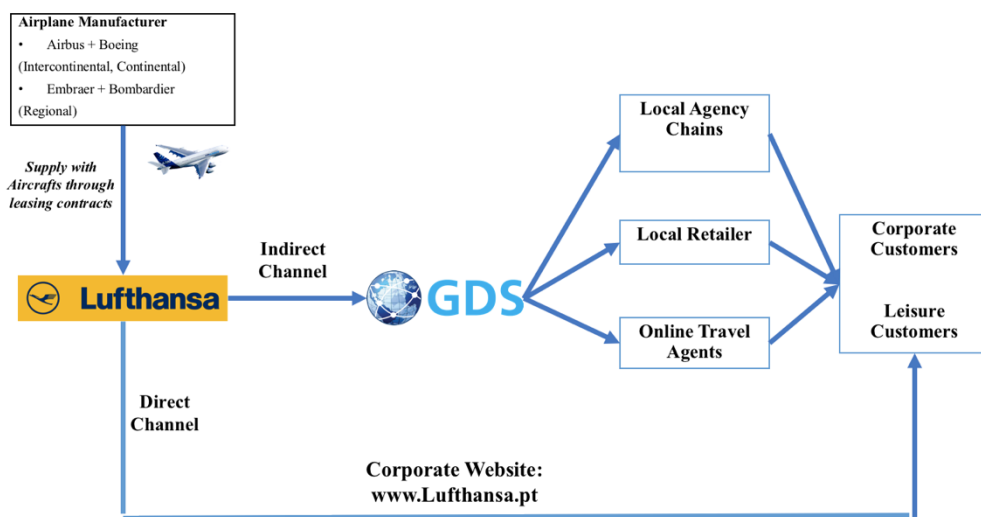 Airplane Manufacturer
• Airbus + Boeing
(Intercontinental, Continental)
• Embraer + Bombardier
(Regional)
Supply with
Aircrafts through
leasing contracts
Lufthansa
Indirect
Channel
GDS
Local Agency
Chains
Local Retailer
Online Travel
Agents
Corporate
Customers
Leisure
Customers
Direct
Channel
Corporate Website:
www.Lufthansa.pt